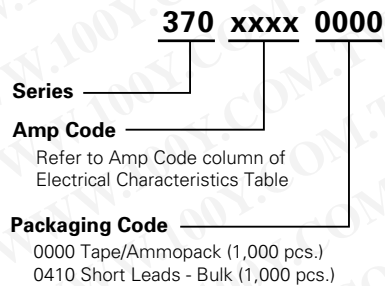 370 xxxx 0000
Series
Amp Code
Refer to Amp Code column of
Electrical Characteristics Table
Packaging Code
0000 Tape/Ammopack (1,000 pcs.)
0410 Short Leads - Bulk (1,000 pcs.)